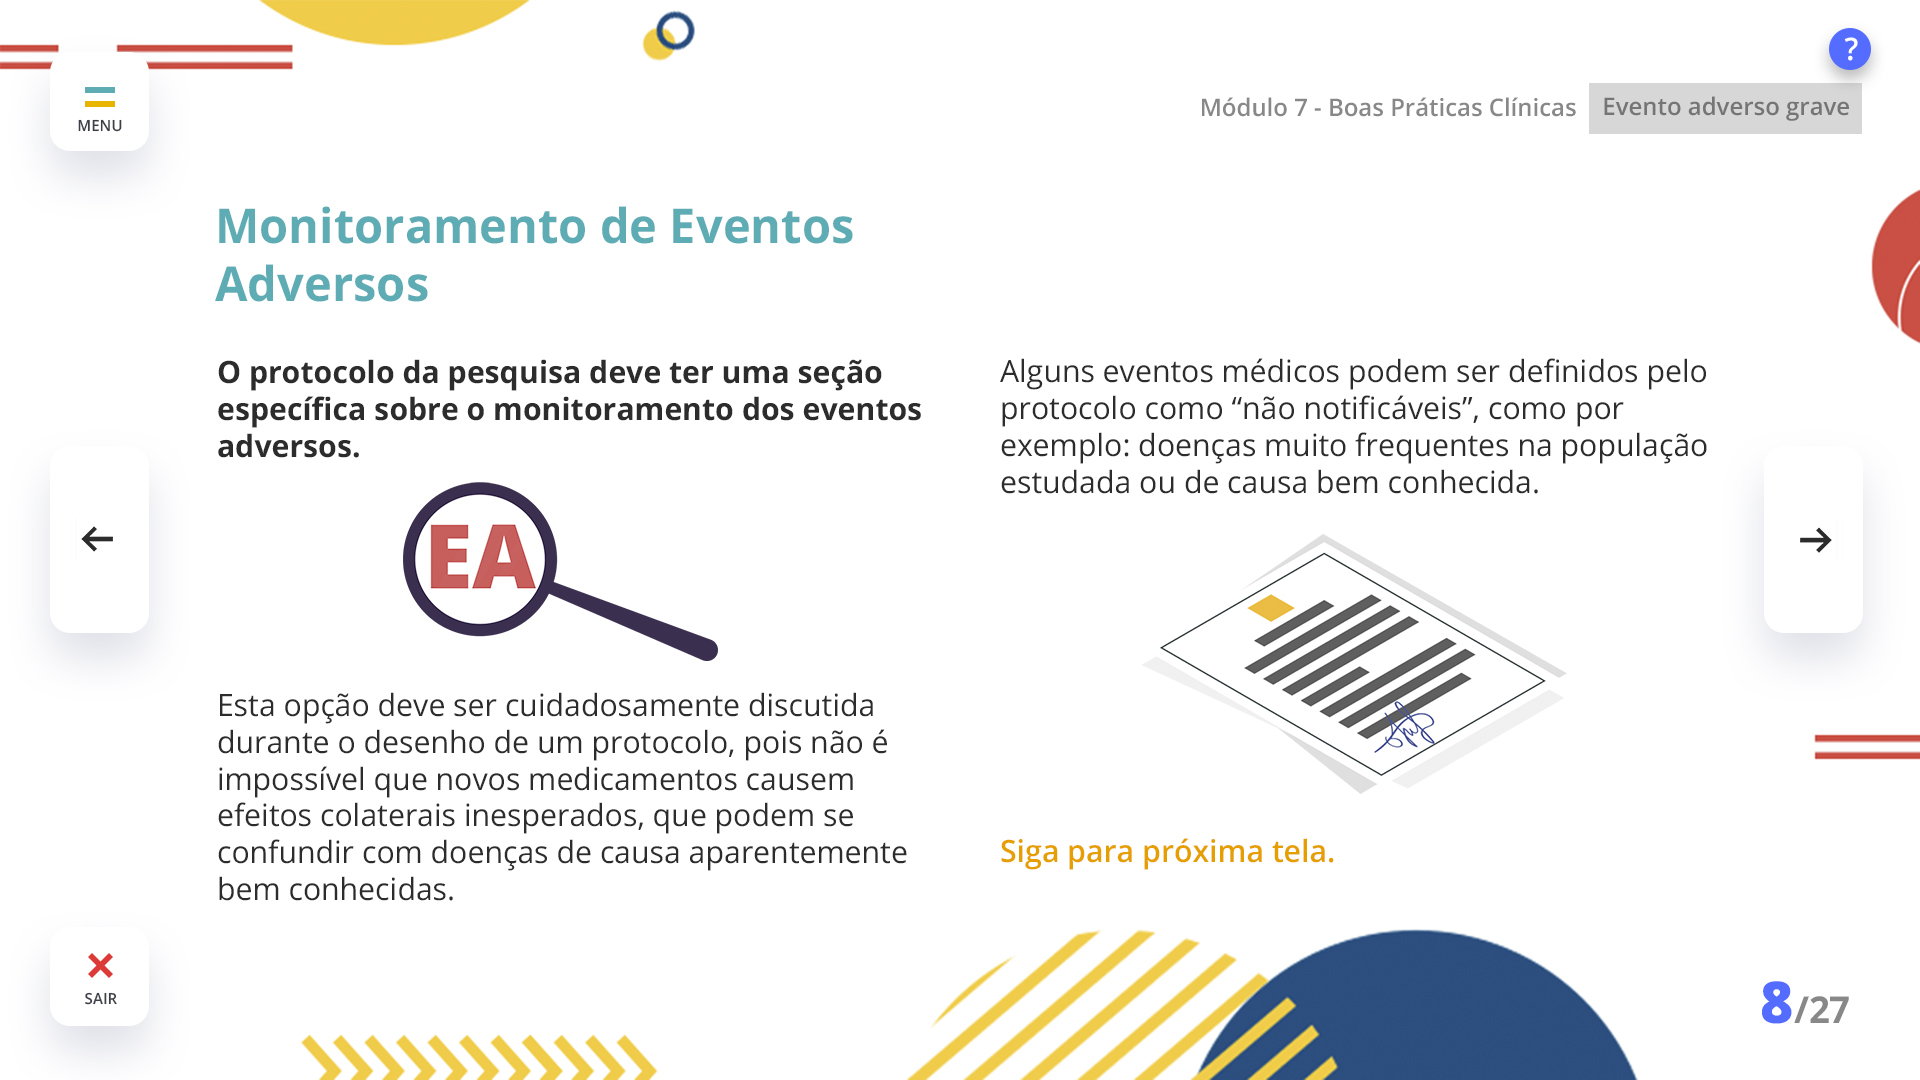 MENU
?
Módulo 7 - Boas Práticas Clínicas
Evento adverso grave
Monitoramento de Eventos
Adversos
O protocolo da pesquisa deve ter uma seção
específica sobre o monitoramento dos eventos
adversos.
EA
Esta opção deve ser cuidadosamente discutida
durante o desenho de um protocolo, pois não é
impossível que novos medicamentos causem
efeitos colaterais inesperados, que podem se
confundir com doenças de causa aparentemente
bem conhecidas.
Alguns eventos médicos podem ser definidos pelo
protocolo como “não notificáveis”, como por
exemplo: doenças muito frequentes na população
estudada ou de causa bem conhecida.
Siga para próxima tela.
SAIR
8/27